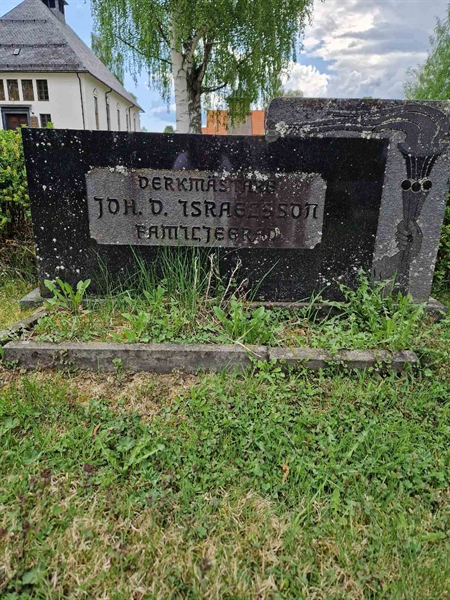 VERKMÄSTARE
JOH. V. ISRAELSSON
FAMILJEGRAV